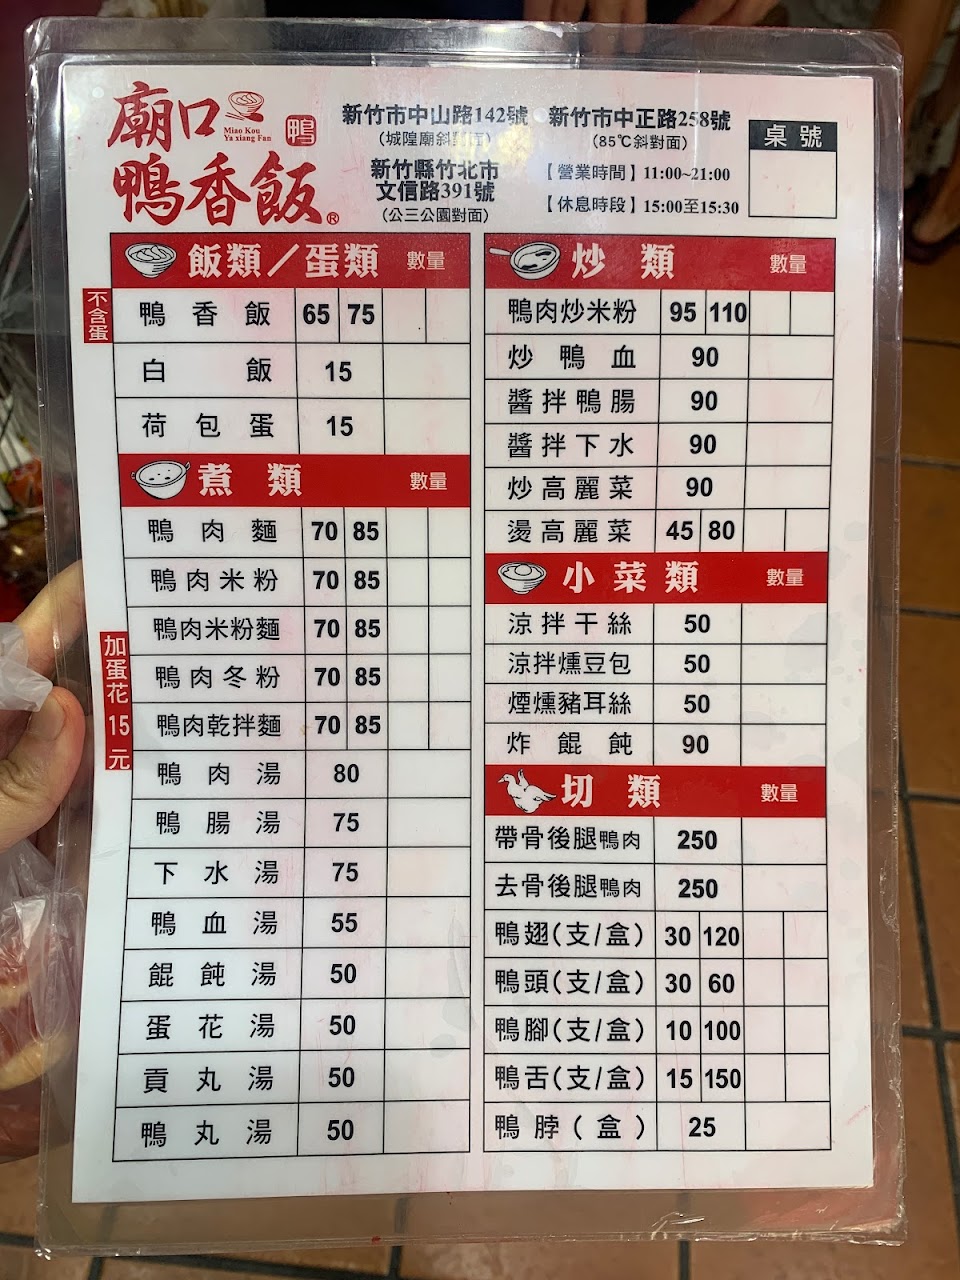 廟口
Miao Kou
Ya xiang Fan
鴨
鴨香飯®
新竹市中山路142號
(城隍廟斜對面)
新竹縣竹北市
文信路391號
(公三公園對面)
新竹市中正路258號
(85℃斜對面)
【營業時間】11:00~21:00
【休息時段】15:00至15:30
桌號
飯類/蛋類 數量
不含蛋
鴨香飯 65 75
白飯 15
荷包蛋 15
煮類 數量
鴨肉麵 70 85
鴨肉米粉 70 85
鴨肉米粉麵 70 85
鴨肉冬粉 70 85
鴨肉乾拌麵 70 85
加蛋花15元
鴨肉湯 80
鴨腸湯 75
下水湯 75
鴨血湯 55
餛飩湯 50
蛋花湯 50
貢丸湯 50
鴨丸湯 50
炒類 數量
鴨肉炒米粉 95 110
炒鴨血 90
醬拌鴨腸 90
醬拌下水 90
炒高麗菜 90
燙高麗菜 45 80
小菜類 數量
涼拌干絲 50
涼拌燻豆包 50
煙燻豬耳絲 50
炸餛飩 90
切類 數量
帶骨後腿鴨肉 250
去骨後腿鴨肉 250
鴨翅(支/盒) 30 120
鴨頭(支/盒) 30 60
鴨腳(支/盒) 10 100
鴨舌(支/盒) 15 150
鴨脖(盒) 25